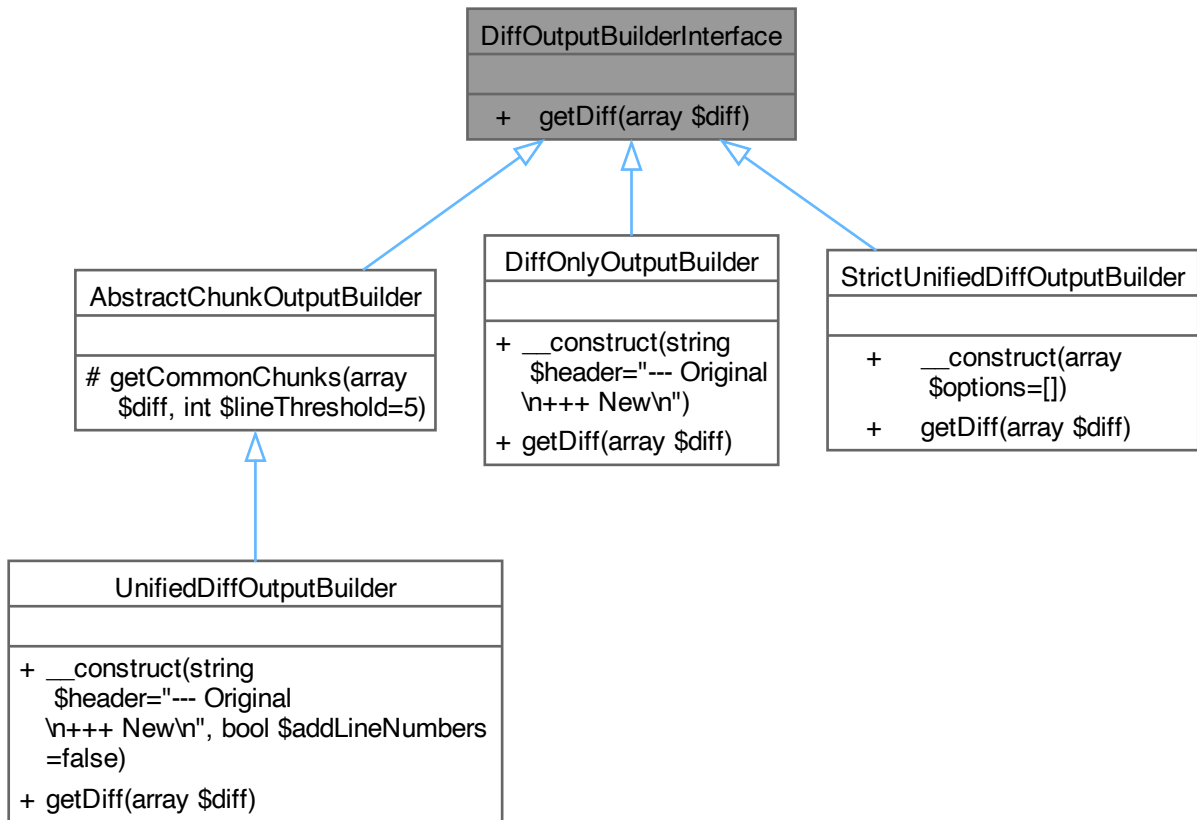 DiffOutputBuilderInterface
+ getDiff(array $diff)
AbstractChunkOutputBuilder
# getCommonChunks(array
$diff, int $lineThreshold=5)
DiffOnlyOutputBuilder
+ __construct(string
$header="--- Original
\n+++ New\n")
+ getDiff(array $diff)
StrictUnifiedDiffOutputBuilder
+ __construct(array
$options=[])
+ getDiff(array $diff)
UnifiedDiffOutputBuilder
+ __construct(string
$header="--- Original
\n+++ New\n", bool $addLineNumbers
=false)
+ getDiff(array $diff)